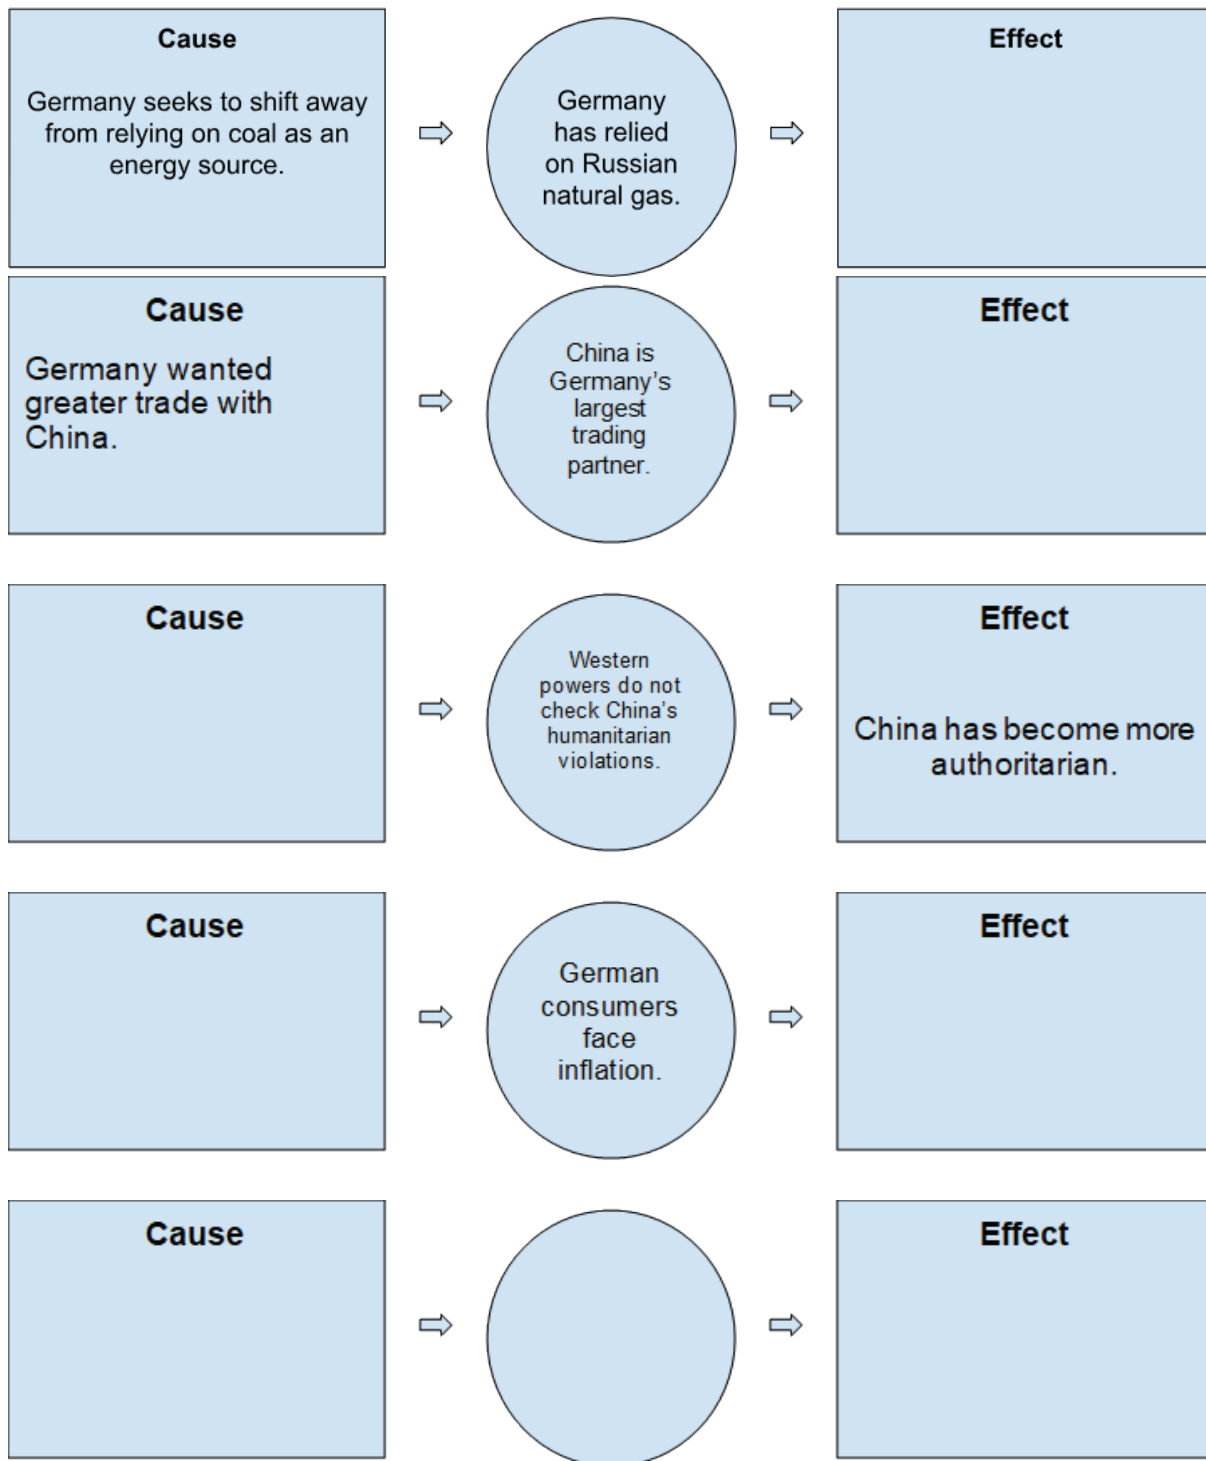 Cause
Germany seeks to shift away
from relying on coal as an
energy source.
Germany
has relied
on Russian
natural gas.
Effect
Cause
Germany wanted
greater trade with
China.
China is
Germany’s
largest
trading
partner.
Effect
Cause
Western
powers do not
check China’s
humanitarian
violations.
Effect
China has become more
authoritarian.
Cause
German
consumers
face
inflation.
Effect
Cause
Effect